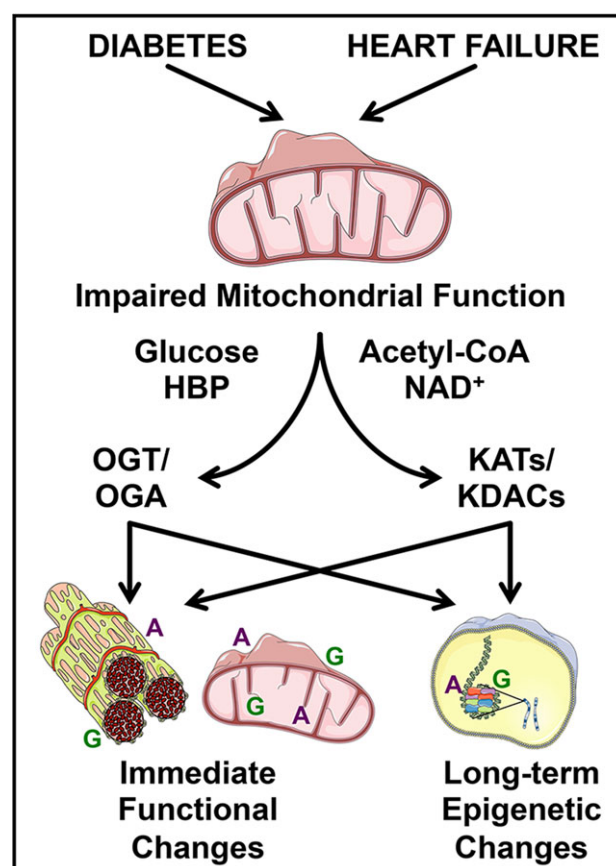 DIABETES
HEART FAILURE
Impaired Mitochondrial Function
Glucose
HBP
Acetyl-CoA
NAD⁺
OGT/
OGA
KATs/
KDACs
A
G
A
G
G
A
A
G
Immediate
Functional
Changes
Long-term
Epigenetic
Changes